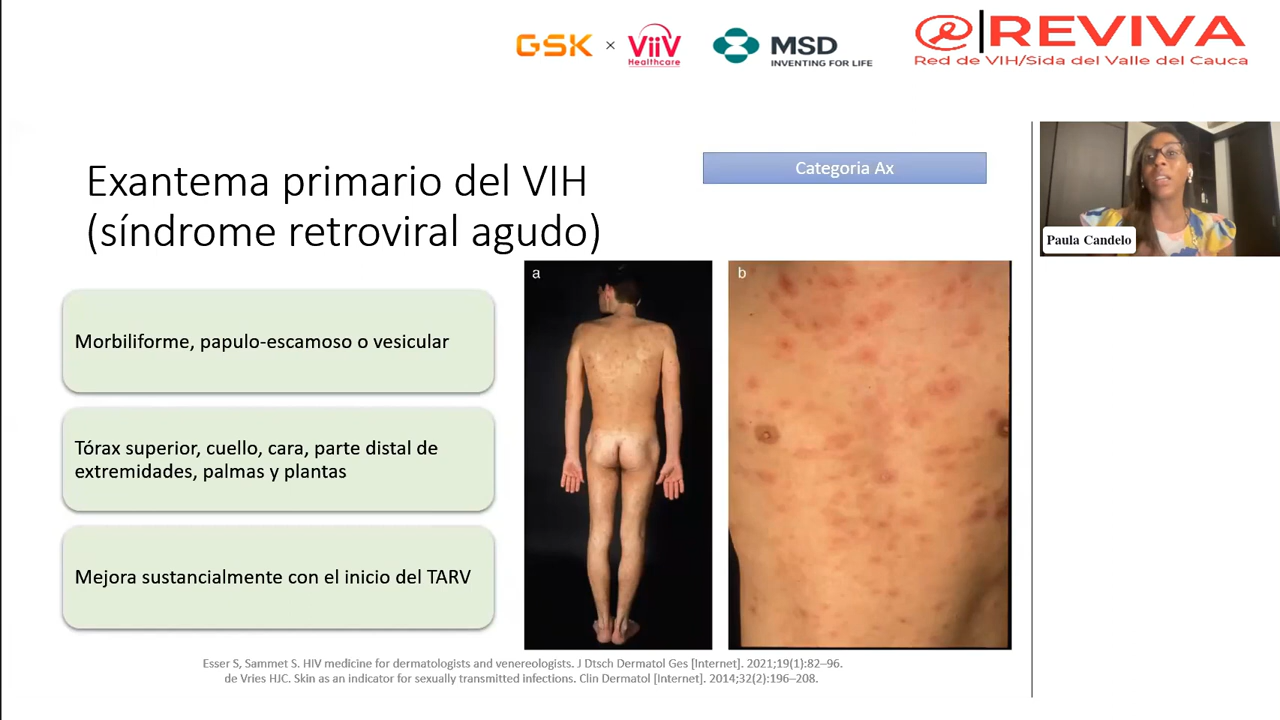 GSK × ViiV Healthcare MSD INVENTING FOR LIFE
REVIVA
Red de VIH/Sida del Valle del Cauca
Exantema primario del VIH
(síndrome retroviral agudo)
Categoria Ax
Paula Candelo
a
b
Morbiliforme, papulo-escamoso o vesicular
Tórax superior, cuello, cara, parte distal de
extremidades, palmas y plantas
Mejora sustancialmente con el inicio del TARV
Esser S, Sammet S. HIV medicine for dermatologists and venereologists. J Dtsch Dermatol Ges [Internet]. 2021;19(1):82–96.
de Vries HJC. Skin as an indicator for sexually transmitted infections. Clin Dermatol [Internet]. 2014;32(2):196–208.